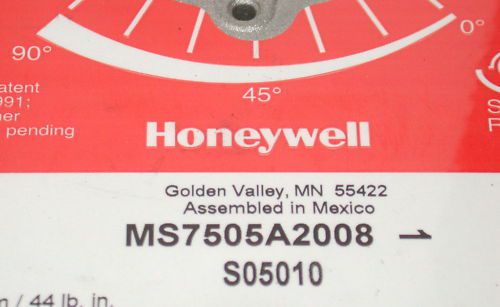 90°
0°
45°
atent
991;
her
pending
Honeywell
Golden Valley, MN 55422
Assembled in Mexico
MS7505A2008
S05010
m / 44 lb. in.